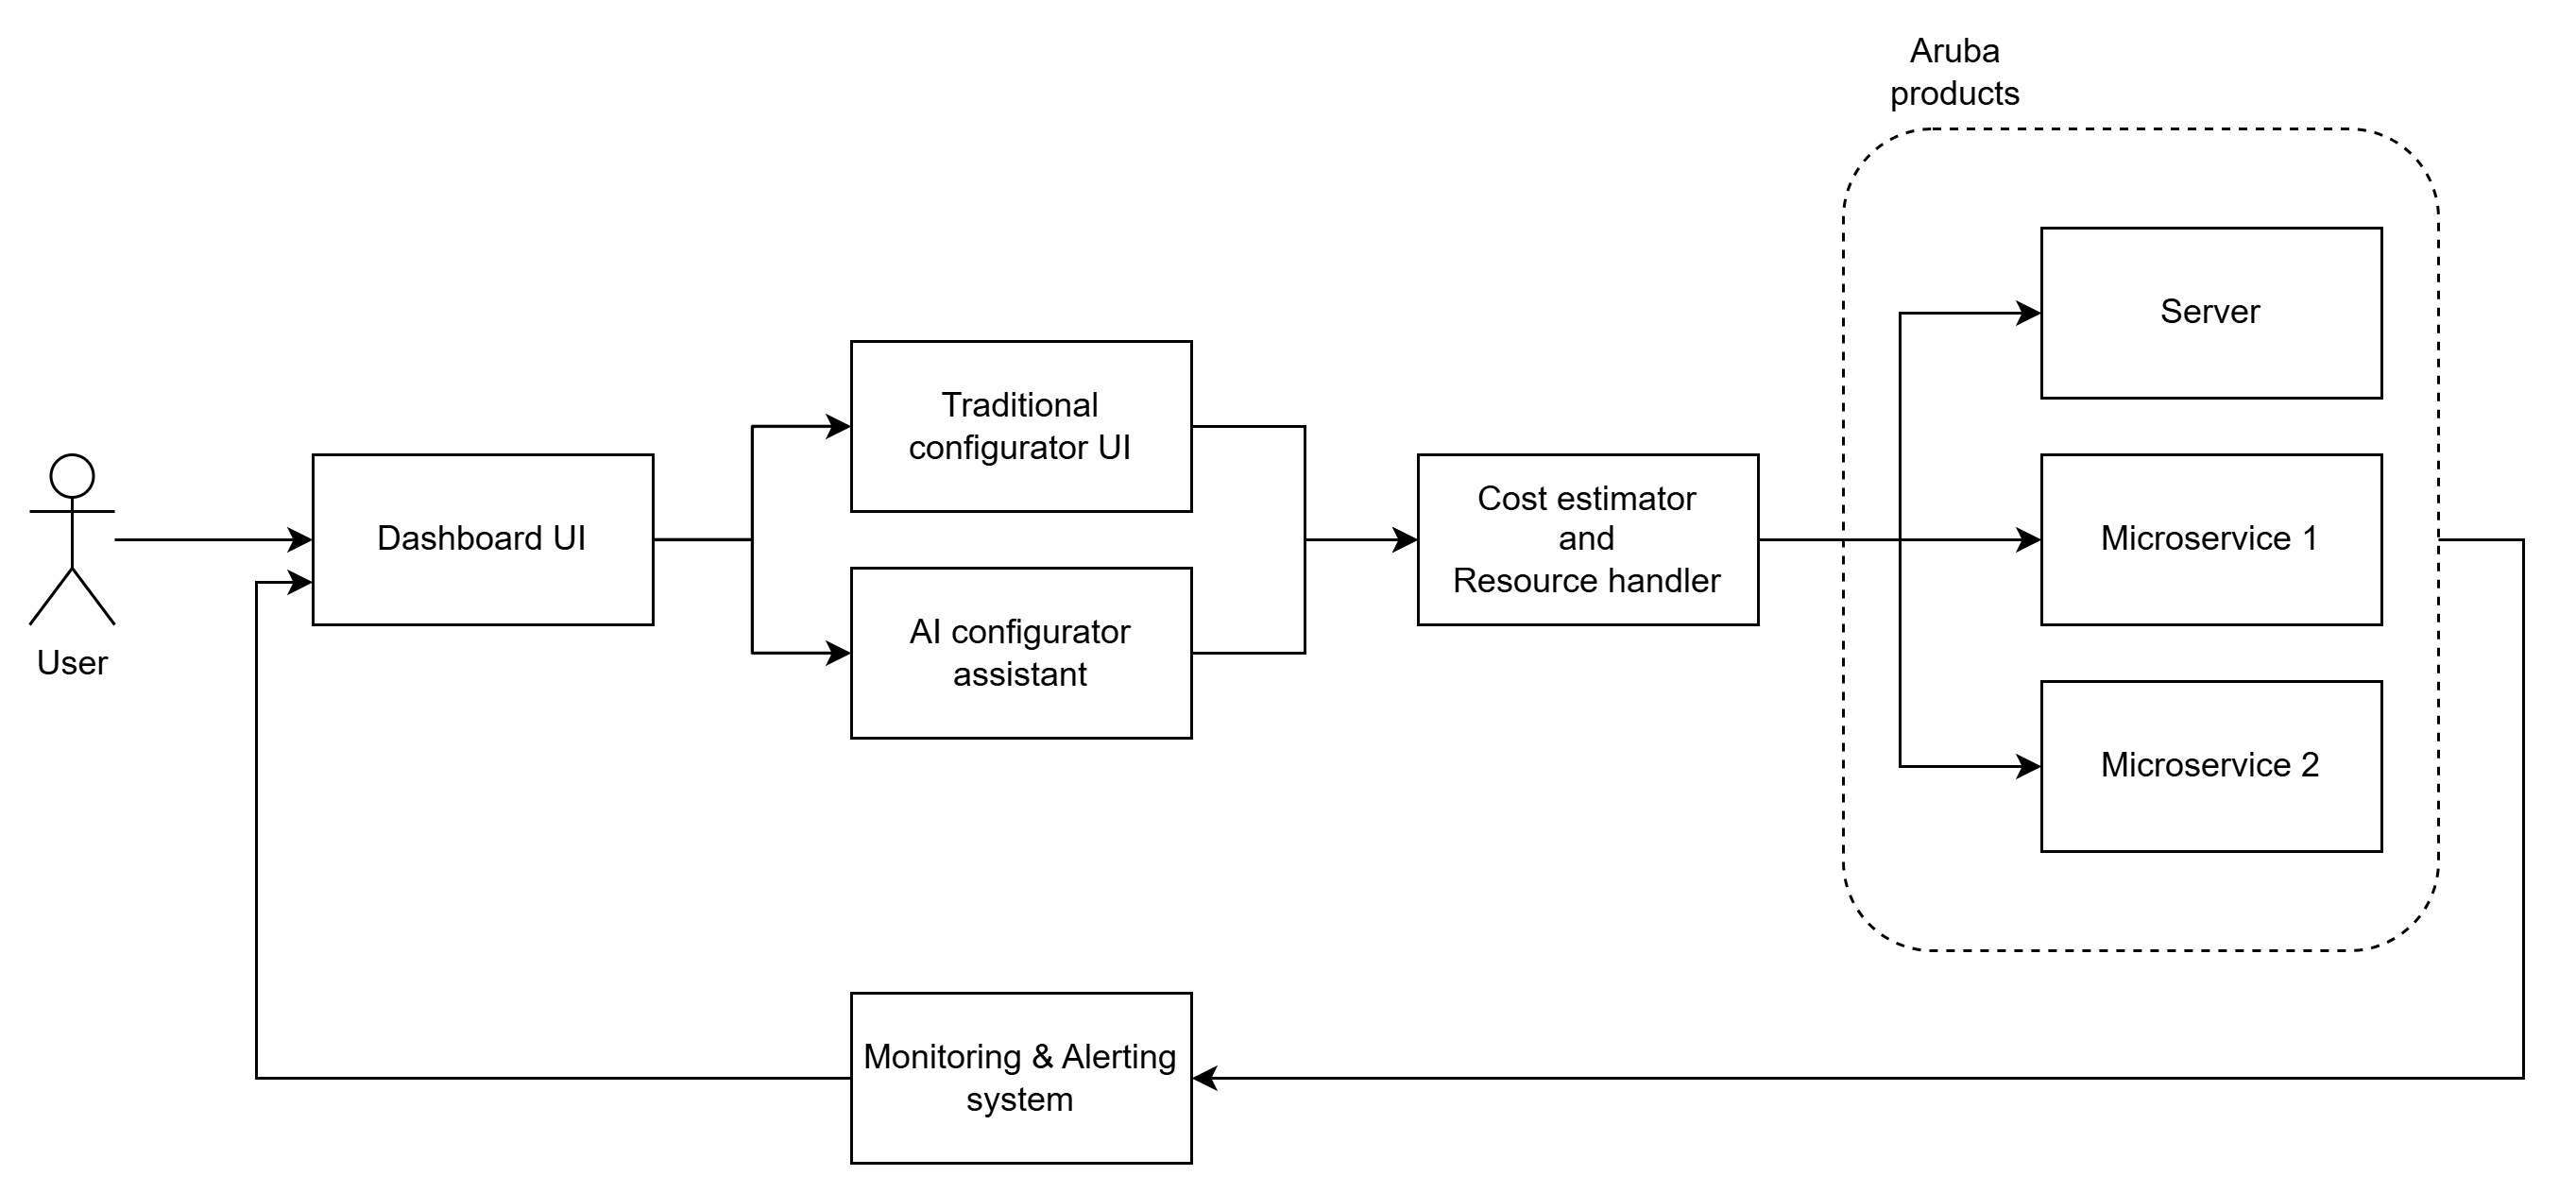 Aruba
products
Server
Traditional
configurator UI
Cost estimator
and
Resource handler
Dashboard UI
Microservice 1
AI configurator
assistant
User
Microservice 2
Monitoring & Alerting
system